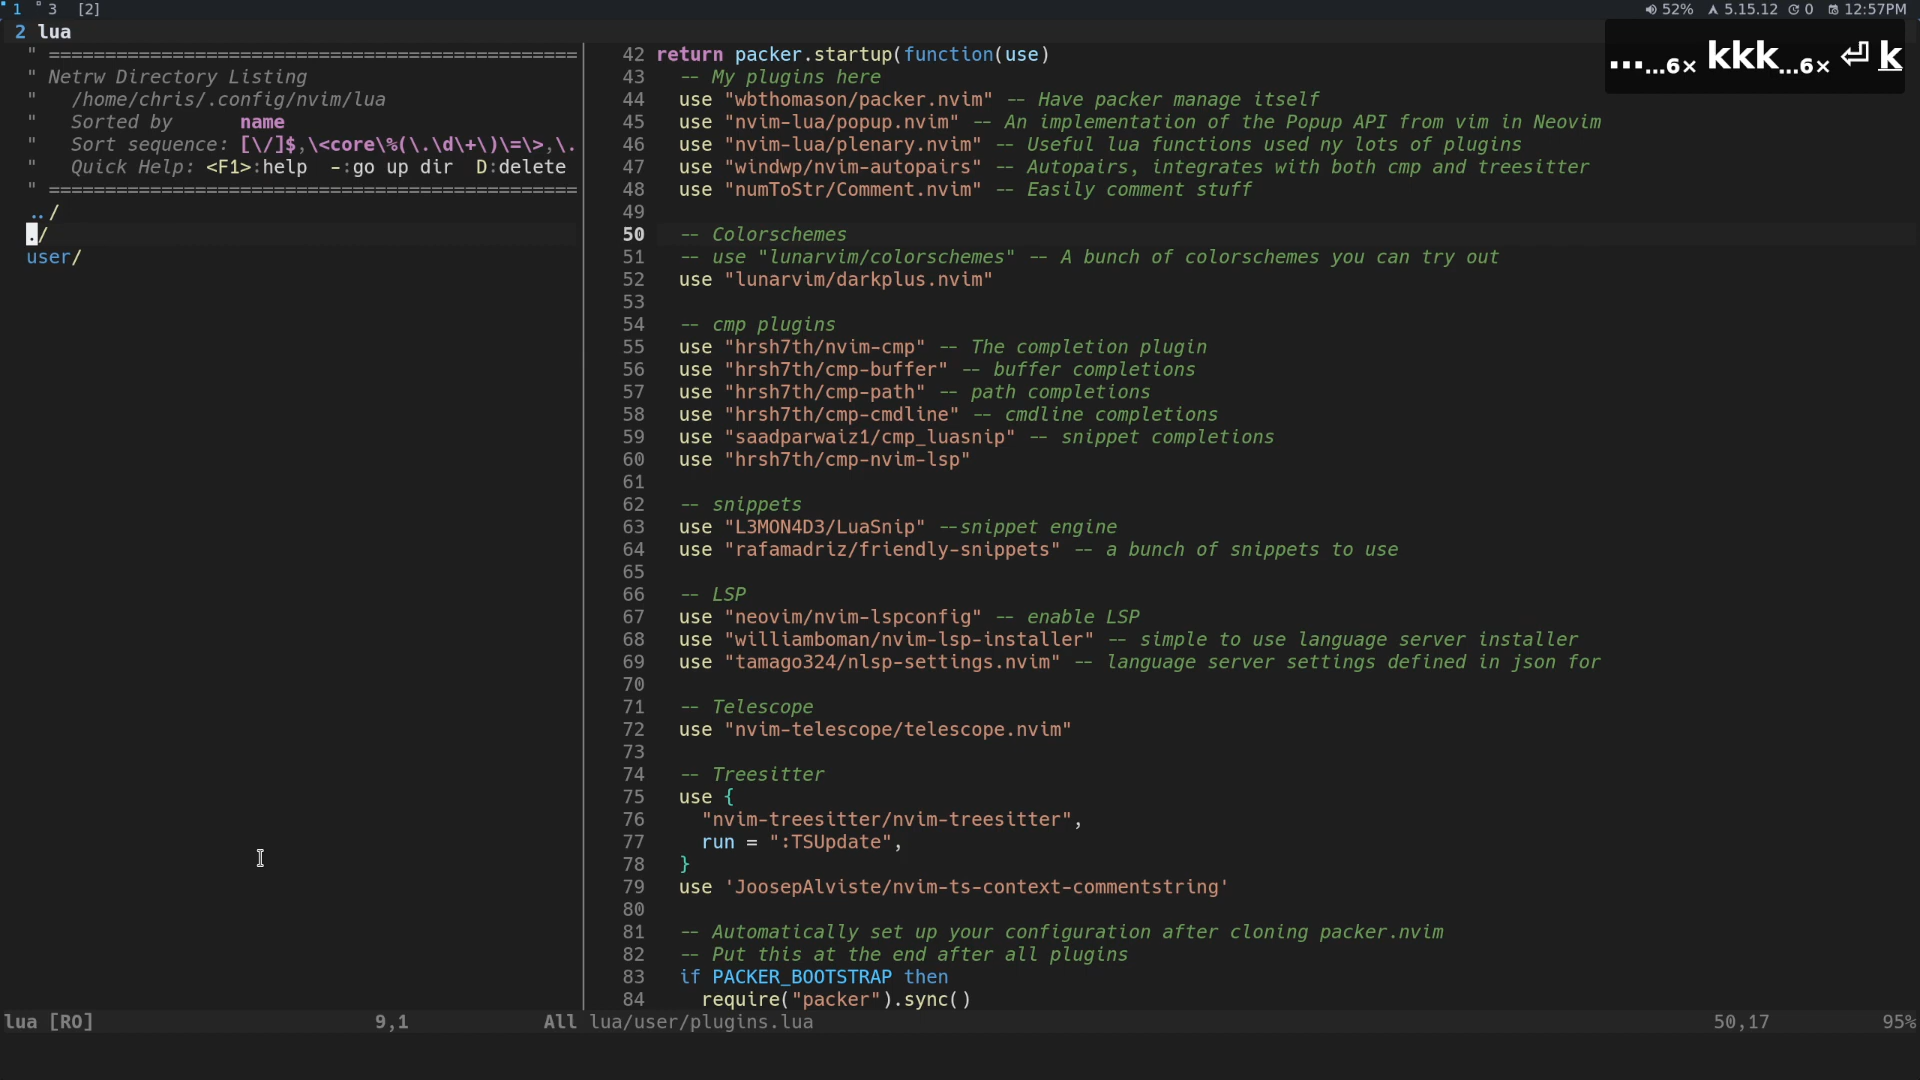 1 3 [2] 52% 5.15.12 0 12:57PM
2 lua
...…6× kkk…6× ⏎ k
" ===============================================
" Netrw Directory Listing
"   /home/chris/.config/nvim/lua
"   Sorted by      name
"   Sort sequence: [\/]$,\<core\%(\.\d\+\)\=\>,\.
"   Quick Help: <F1>:help  -:go up dir  D:delete
" ===============================================
../
./
user/
42 return packer.startup(function(use)
43   -- My plugins here
44   use "wbthomason/packer.nvim" -- Have packer manage itself
45   use "nvim-lua/popup.nvim" -- An implementation of the Popup API from vim in Neovim
46   use "nvim-lua/plenary.nvim" -- Useful lua functions used ny lots of plugins
47   use "windwp/nvim-autopairs" -- Autopairs, integrates with both cmp and treesitter
48   use "numToStr/Comment.nvim" -- Easily comment stuff
49
50   -- Colorschemes
51   -- use "lunarvim/colorschemes" -- A bunch of colorschemes you can try out
52   use "lunarvim/darkplus.nvim"
53
54   -- cmp plugins
55   use "hrsh7th/nvim-cmp" -- The completion plugin
56   use "hrsh7th/cmp-buffer" -- buffer completions
57   use "hrsh7th/cmp-path" -- path completions
58   use "hrsh7th/cmp-cmdline" -- cmdline completions
59   use "saadparwaiz1/cmp_luasnip" -- snippet completions
60   use "hrsh7th/cmp-nvim-lsp"
61
62   -- snippets
63   use "L3MON4D3/LuaSnip" --snippet engine
64   use "rafamadriz/friendly-snippets" -- a bunch of snippets to use
65
66   -- LSP
67   use "neovim/nvim-lspconfig" -- enable LSP
68   use "williamboman/nvim-lsp-installer" -- simple to use language server installer
69   use "tamago324/nlsp-settings.nvim" -- language server settings defined in json for
70
71   -- Telescope
72   use "nvim-telescope/telescope.nvim"
73
74   -- Treesitter
75   use {
76     "nvim-treesitter/nvim-treesitter",
77     run = ":TSUpdate",
78   }
79   use 'JoosepAlviste/nvim-ts-context-commentstring'
80
81   -- Automatically set up your configuration after cloning packer.nvim
82   -- Put this at the end after all plugins
83   if PACKER_BOOTSTRAP then
84     require("packer").sync()
lua [RO] 9,1 All lua/user/plugins.lua 50,17 95%